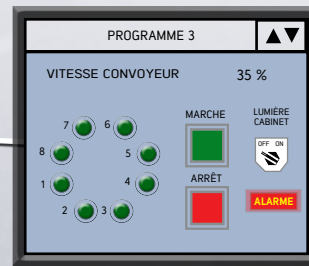 PROGRAMME 3
VITESSE CONVOYEUR 35 %
MARCHE
LUMIÈRE
CABINET
OFF ON
7 6
8 5
ARRÊT
1 4
ALARME
2 3